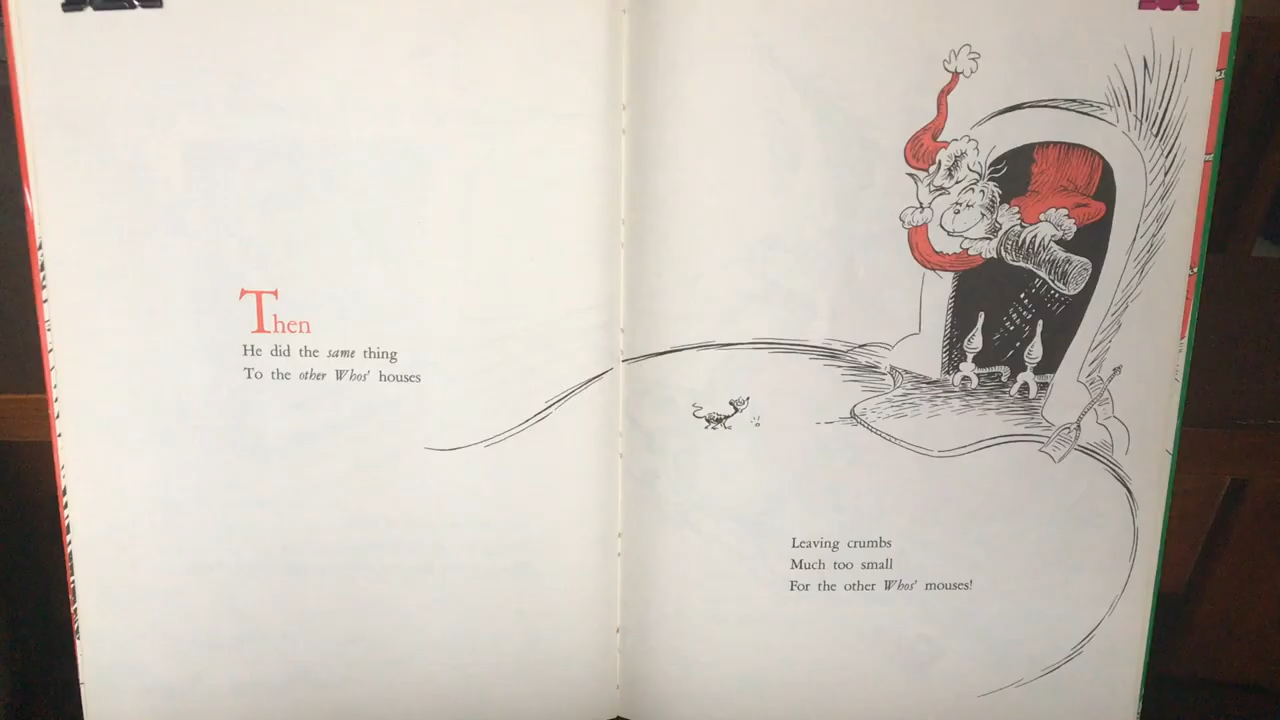 Then
He did the same thing
To the other Whos' houses
Leaving crumbs
Much too small
For the other Whos' mouses!